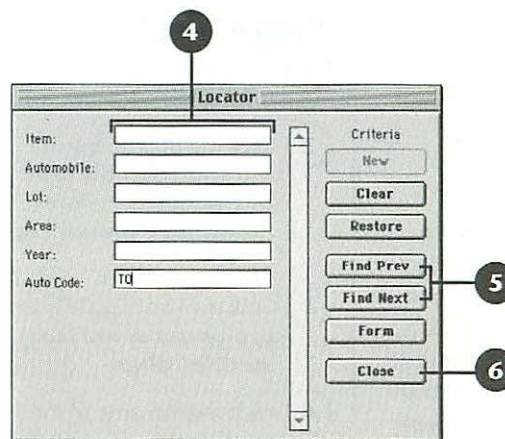 4
Locator
Item:
Automobile:
Lot:
Area:
Year:
Auto Code: TO
Criteria
New
Clear
Restore
Find Prev
Find Next
Form
Close
5
6